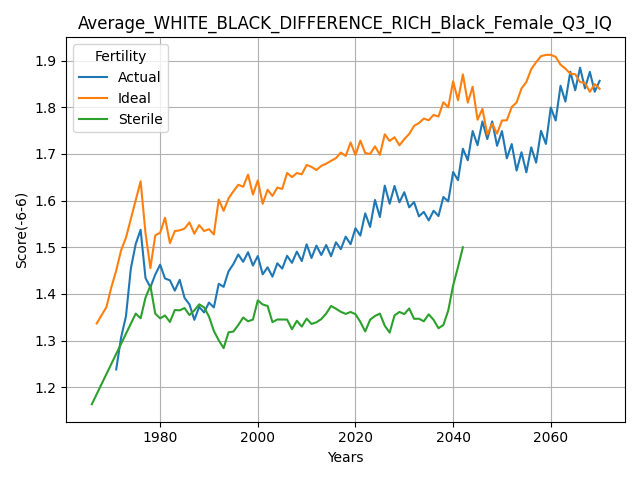 Average_WHITE_BLACK_DIFFERENCE_RICH_Black_Female_Q3_IQ
Fertility
Actual
Ideal
Sterile
Score(-6-6)
1.9
1.8
1.7
1.6
1.5
1.4
1.3
1.2
1980
2000
2020
2040
2060
Years